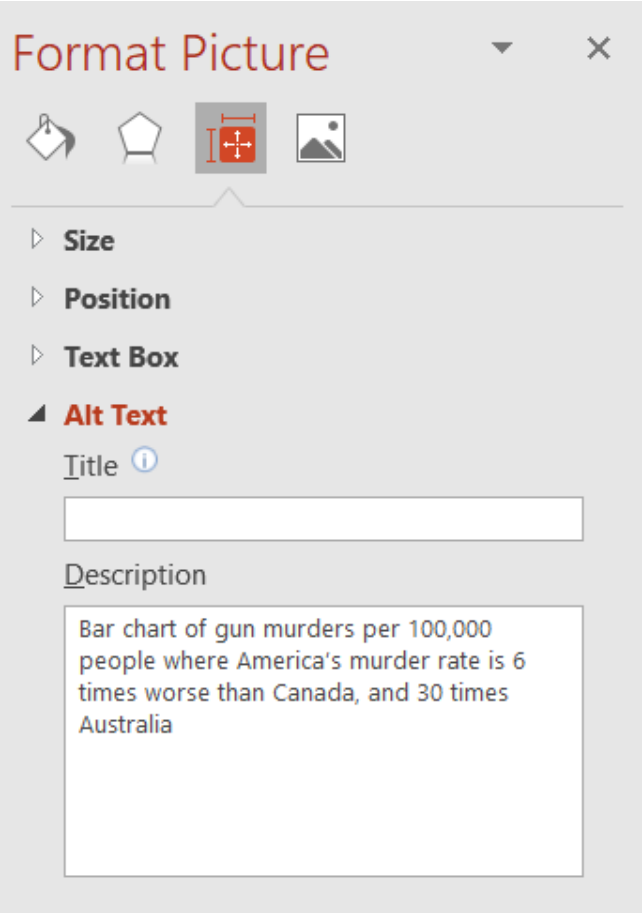 Format Picture
Size
Position
Text Box
Alt Text
Title
Description
Bar chart of gun murders per 100,000
people where America's murder rate is 6
times worse than Canada, and 30 times
Australia